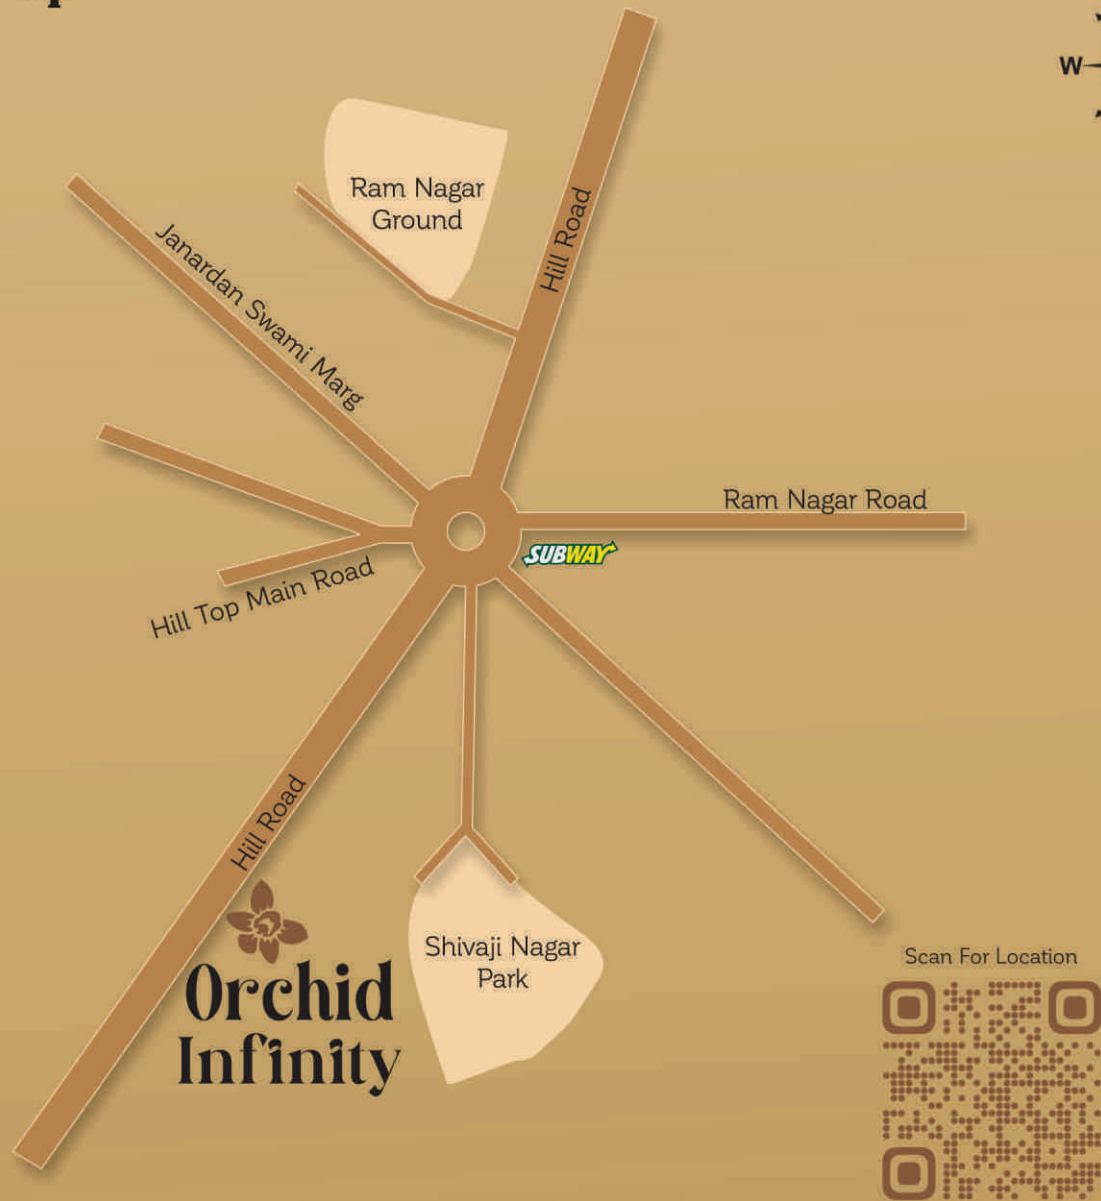 W
Ram Nagar
Ground
Hill Road
Janardan Swami Marg
Ram Nagar Road
SUBWAY
Hill Top Main Road
Hill Road
Orchid
Infinity
Shivaji Nagar
Park
Scan For Location